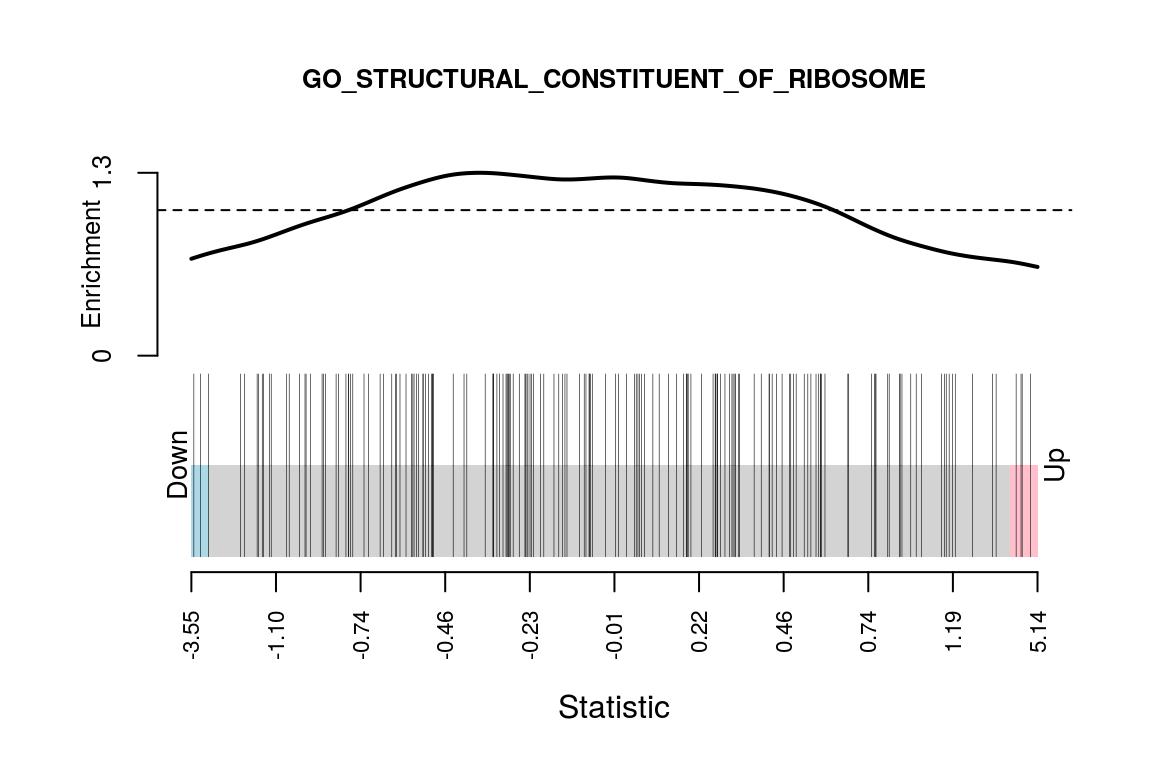 GO_STRUCTURAL_CONSTITUENT_OF_RIBOSOME
1.3
Enrichment
0
Down
Up
-3.55
-1.10
-0.74
-0.46
-0.23
-0.01
0.22
0.46
0.74
1.19
5.14
Statistic